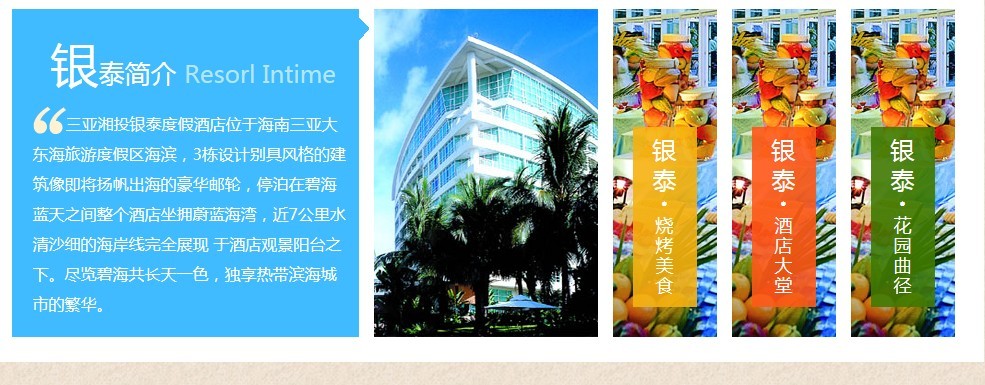 银泰简介 Resorl Intime
三亚湘投银泰度假酒店位于海南三亚大
东海旅游度假区海滨，3栋设计别具风格的建
筑像即将扬帆出海的豪华邮轮，停泊在碧海
蓝天之间整个酒店坐拥蔚蓝海湾，近7公里水
清沙细的海岸线完全展现 于酒店观景阳台之
下。尽览碧海共长天一色，独享热带滨海城
市的繁华。
银泰·烧烤美食
银泰·酒店大堂
银泰·花园曲径